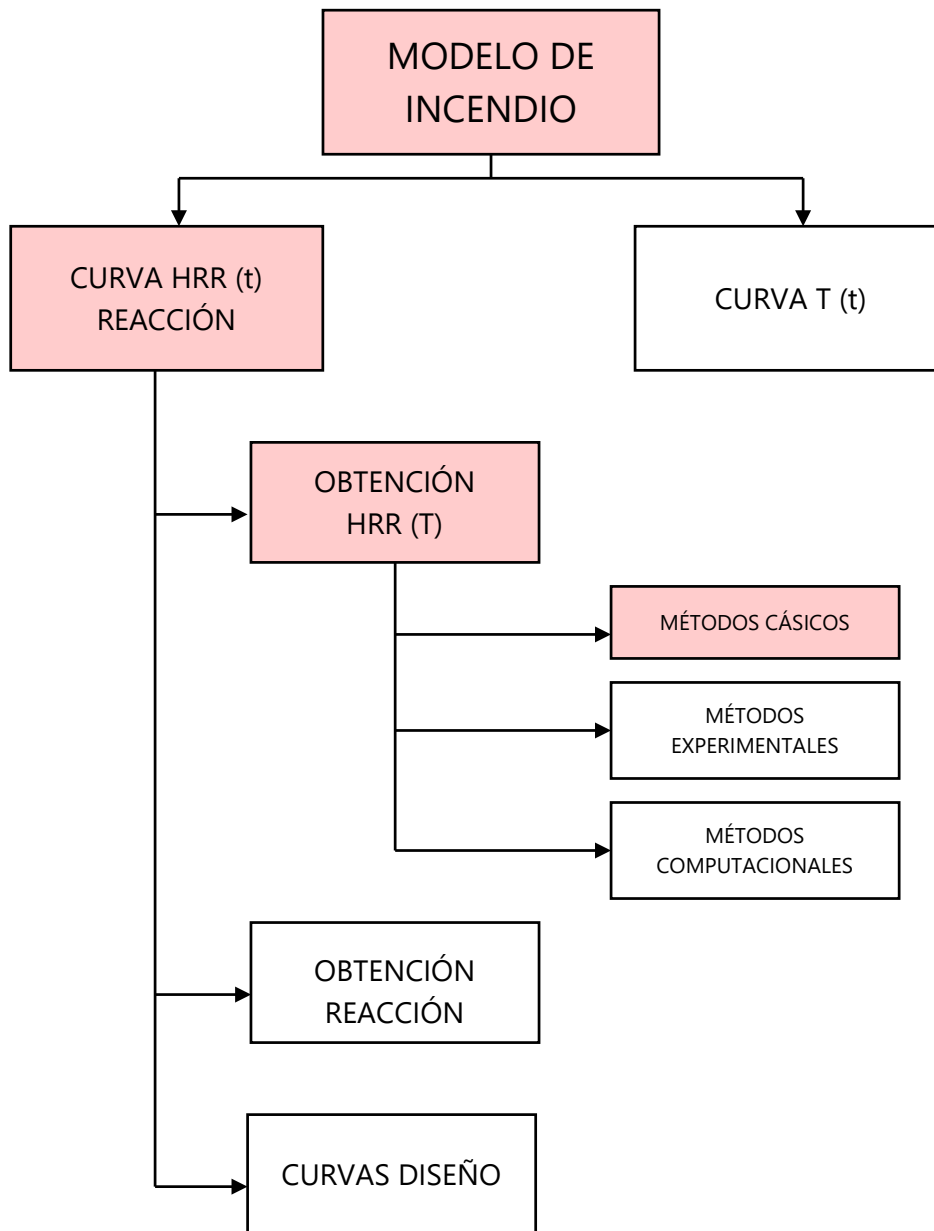 MODELO DE
INCENDIO
CURVA HRR (t)
REACCIÓN
CURVA T (t)
OBTENCIÓN
HRR (T)
MÉTODOS CÁSICOS
MÉTODOS
EXPERIMENTALES
MÉTODOS
COMPUTACIONALES
OBTENCIÓN
REACCIÓN
CURVAS DISEÑO